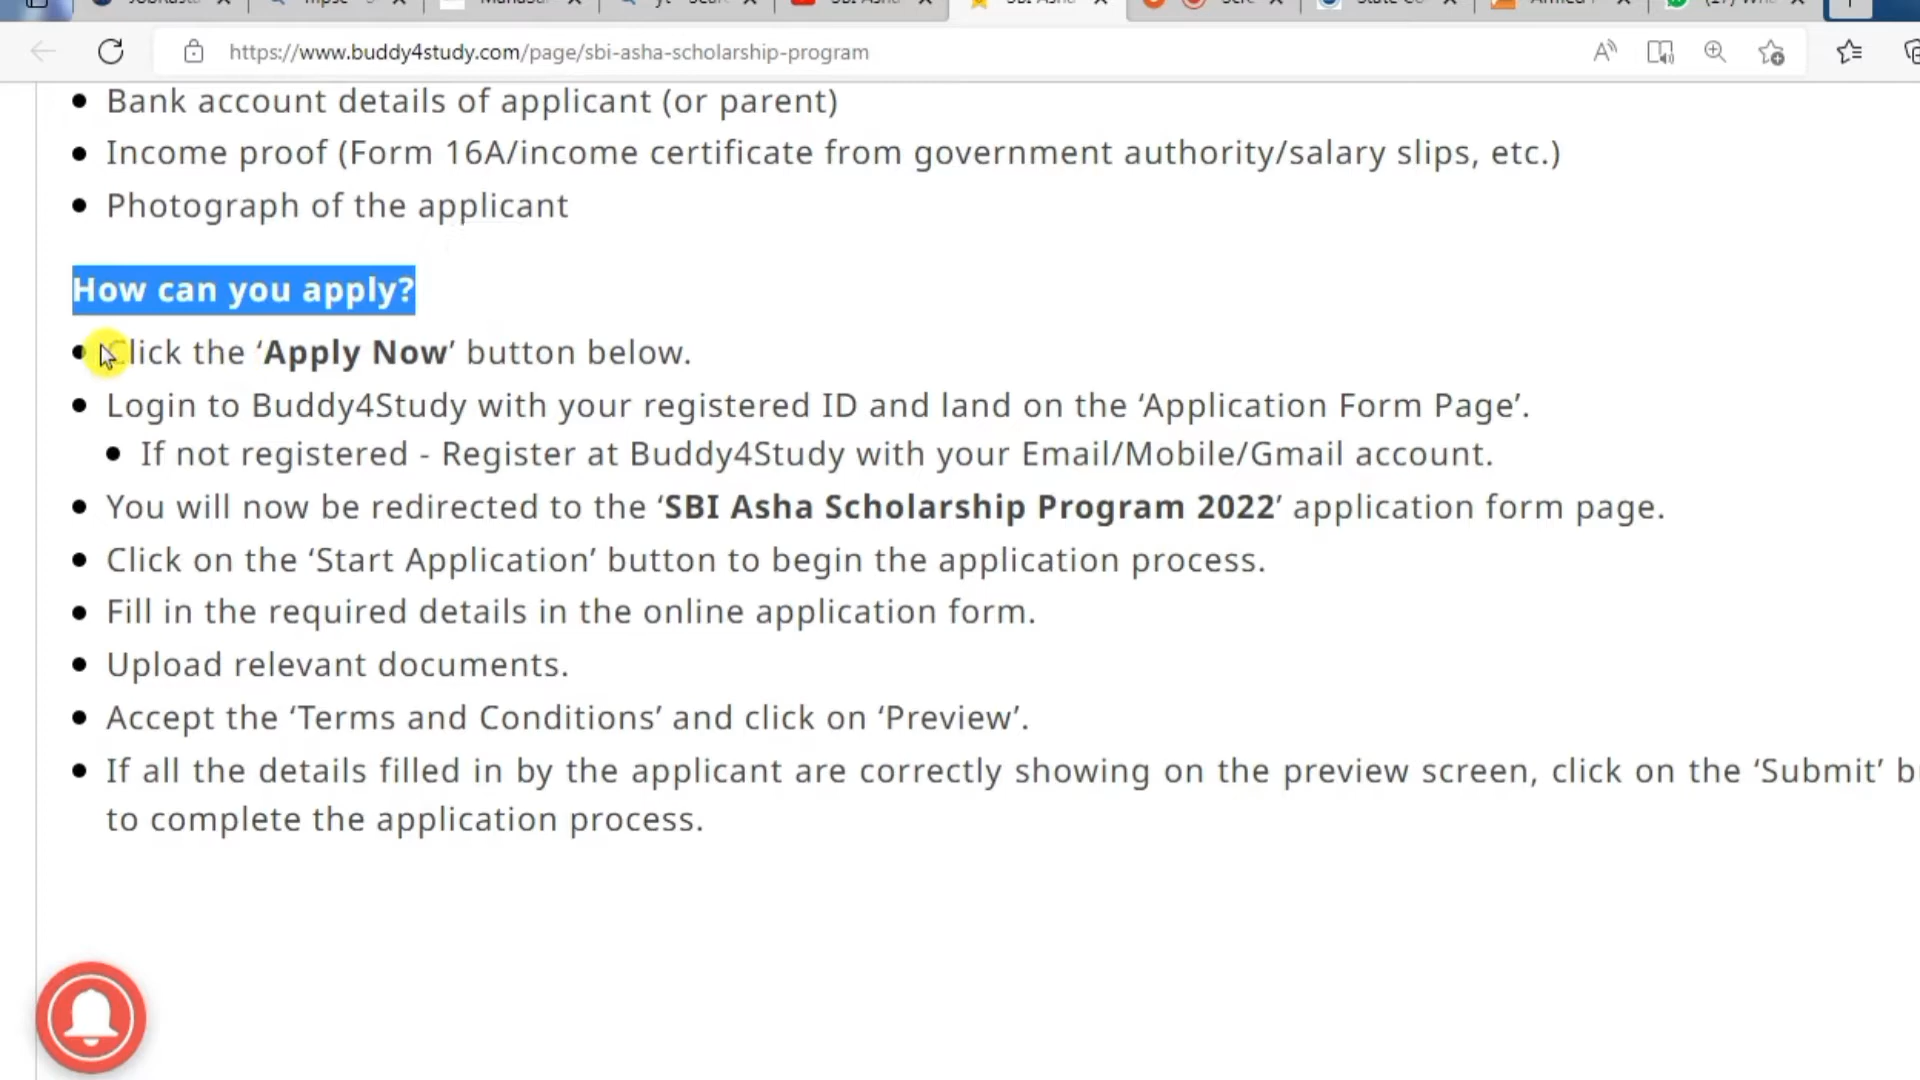 https://www.buddy4study.com/page/sbi-asha-scholarship-program
Bank account details of applicant (or parent)
Income proof (Form 16A/income certificate from government authority/salary slips, etc.)
Photograph of the applicant
How can you apply?
Click the ‘Apply Now’ button below.
Login to Buddy4Study with your registered ID and land on the ‘Application Form Page’.
If not registered - Register at Buddy4Study with your Email/Mobile/Gmail account.
You will now be redirected to the ‘SBI Asha Scholarship Program 2022’ application form page.
Click on the ‘Start Application’ button to begin the application process.
Fill in the required details in the online application form.
Upload relevant documents.
Accept the ‘Terms and Conditions’ and click on ‘Preview’.
If all the details filled in by the applicant are correctly showing on the preview screen, click on the ‘Submit’
to complete the application process.